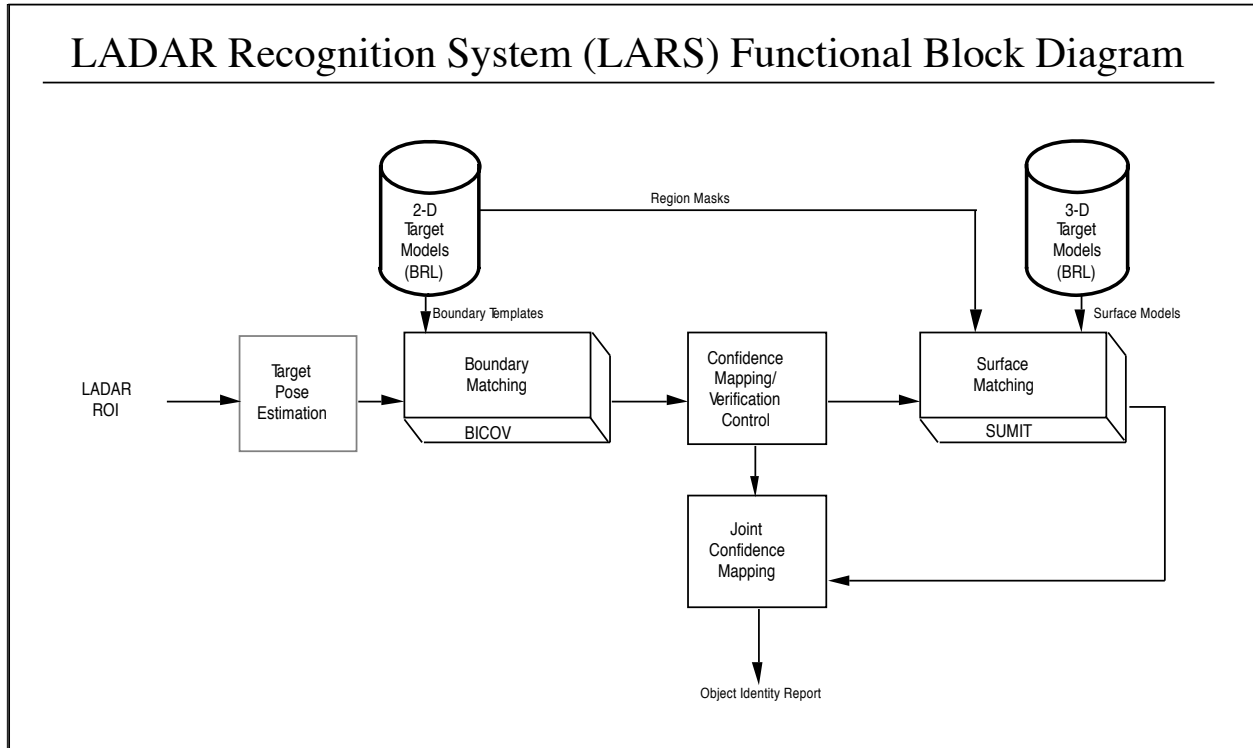 LADAR Recognition System (LARS) Functional Block Diagram
2-D
Target
Models
(BRL)
Region Masks
3-D
Target
Models
(BRL)
Boundary Templates
Surface Models
LADAR
ROI
Target
Pose
Estimation
Boundary
Matching
BICOV
Confidence
Mapping/
Verification
Control
Surface
Matching
SUMIT
Joint
Confidence
Mapping
Object Identity Report